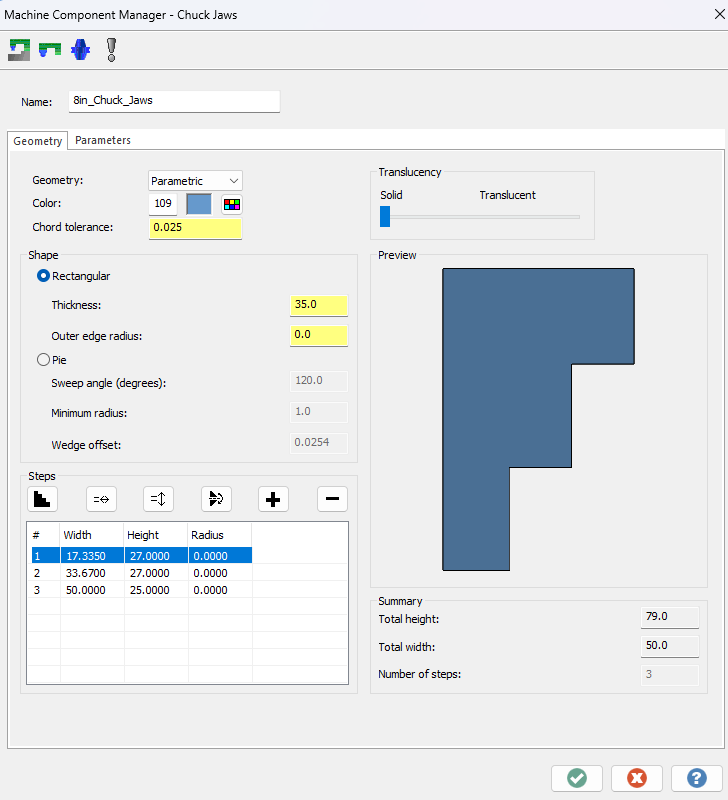 Machine Component Manager - Chuck Jaws
Name: 8in_Chuck_Jaws
Geometry Parameters
Geometry: Parametric
Color: 109
Chord tolerance: 0.025
Translucency
Solid Translucent
Shape
Rectangular
Thickness: 35.0
Outer edge radius: 0.0
Pie
Sweep angle (degrees): 120.0
Minimum radius: 1.0
Wedge offset: 0.0254
Preview
Steps
# Width Height Radius
1 17.3350 27.0000 0.0000
2 33.6700 27.0000 0.0000
3 50.0000 25.0000 0.0000
Summary
Total height: 79.0
Total width: 50.0
Number of steps: 3